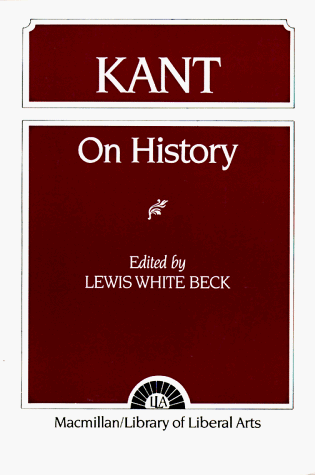 KANT
On History
Edited by
LEWIS WHITE BECK
LLA
Macmillan/Library of Liberal Arts